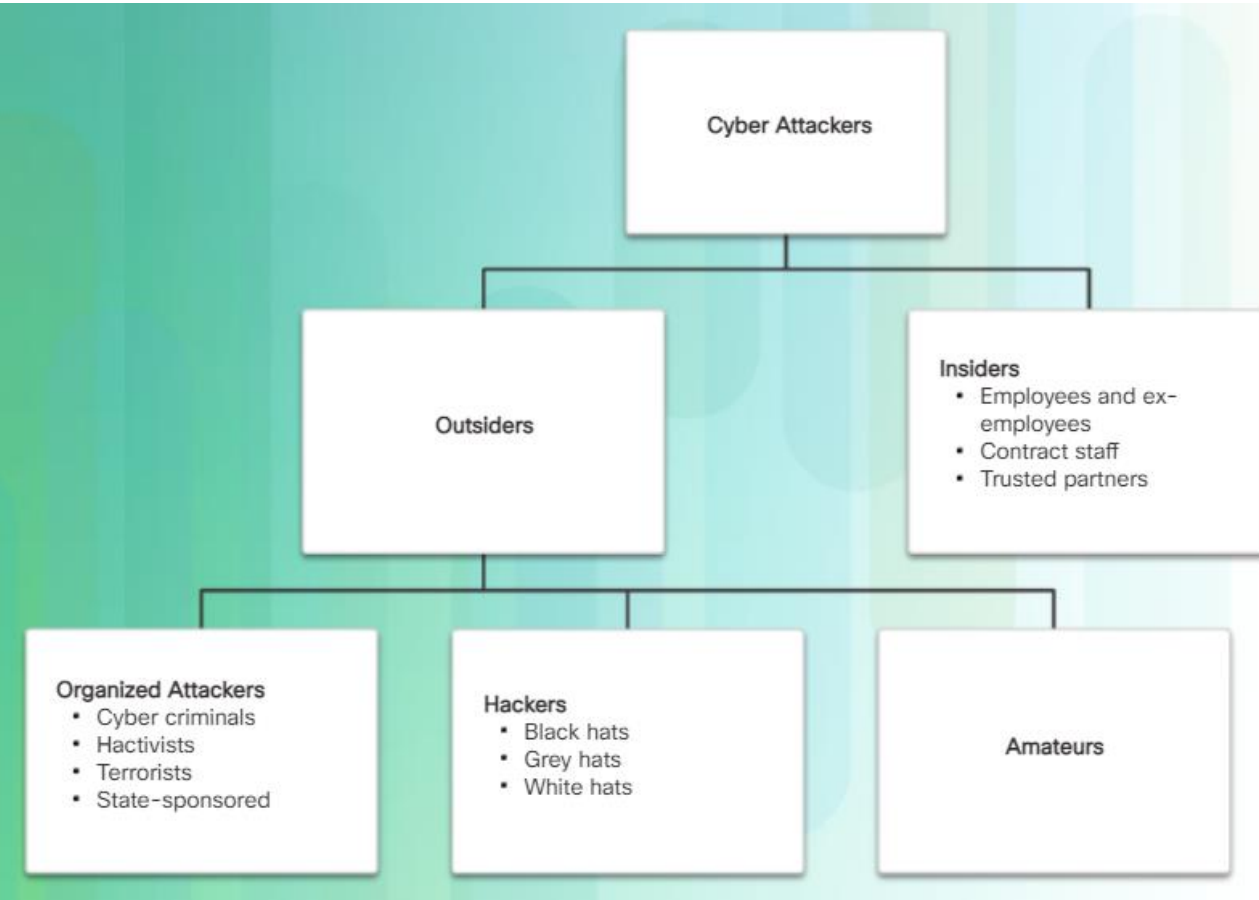 Cyber Attackers
Outsiders
Insiders
▪ Employees and ex-
employees
▪ Contract staff
▪ Trusted partners
Organized Attackers
▪ Cyber criminals
▪ Hactivists
▪ Terrorists
▪ State-sponsored
Hackers
▪ Black hats
▪ Grey hats
▪ White hats
Amateurs